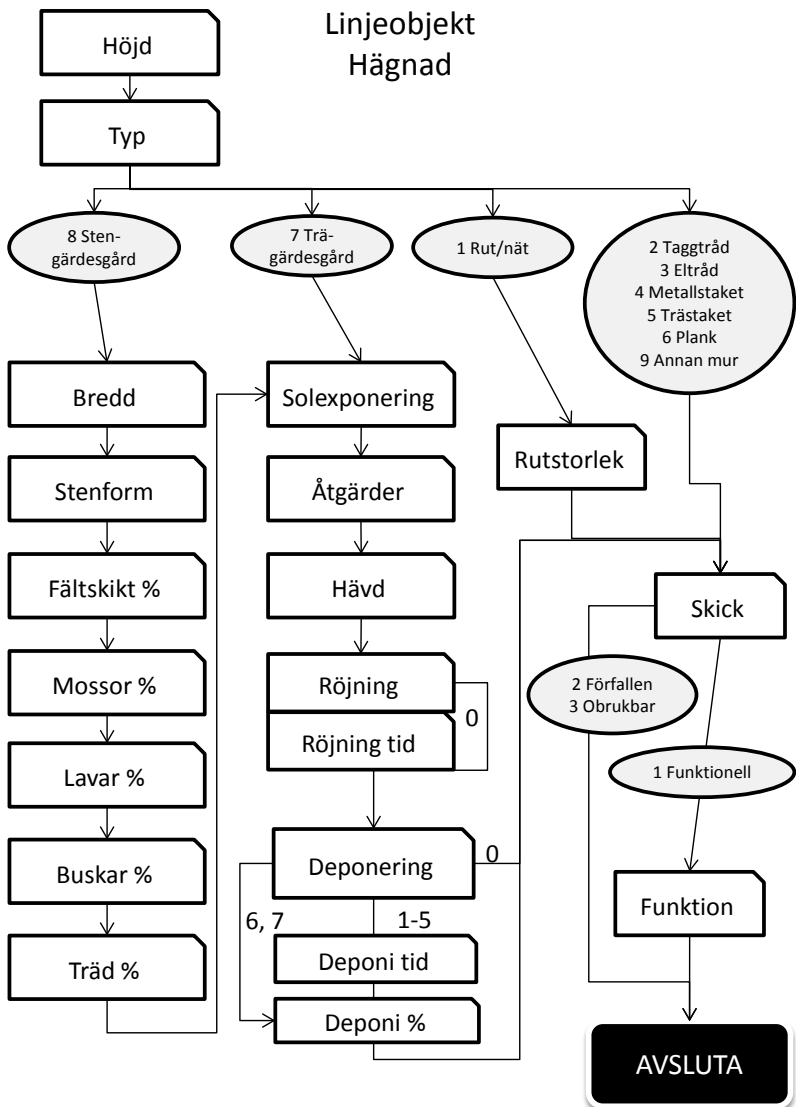 Linjeobjekt
Hägnad
Höjd
Typ
8 Sten-
gärdesgård
7 Trä-
gärdesgård
1 Rut/nät
2 Taggtråd
3 Eltråd
4 Metallstaket
5 Trästaket
6 Plank
9 Annan mur
Bredd
Stenform
Fältskikt %
Mossor %
Lavar %
Buskar %
Träd %
Solexponering
Åtgärder
Hävd
Röjning
0
Röjning tid
Deponering
0
6, 7
1-5
Deponi tid
Deponi %
Rutstorlek
Skick
2 Förfallen
3 Obrukbar
1 Funktionell
Funktion
AVSLUTA